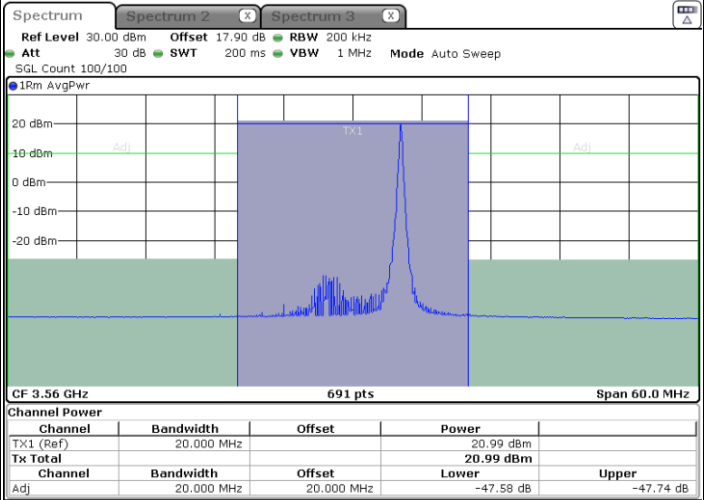 Spectrum Spectrum 2 X Spectrum 3 X
Ref Level 30.00 dBm Offset 17.90 dB RBW 200 kHz
Att 30 dB SWT 200 ms VBW 1 MHz Mode Auto Sweep
SGL Count 100/100
1Rm AvgPwr
TX1
20 dBm
Adj Adj
10 dBm
0 dBm
-10 dBm
-20 dBm
CF 3.56 GHz 691 pts Span 60.0 MHz
Channel Power
Channel Bandwidth Offset Power
TX1 (Ref) 20.000 MHz 20.99 dBm
Tx Total 20.99 dBm
Channel Bandwidth Offset Lower Upper
Adj 20.000 MHz 20.000 MHz -47.58 dB -47.74 dB